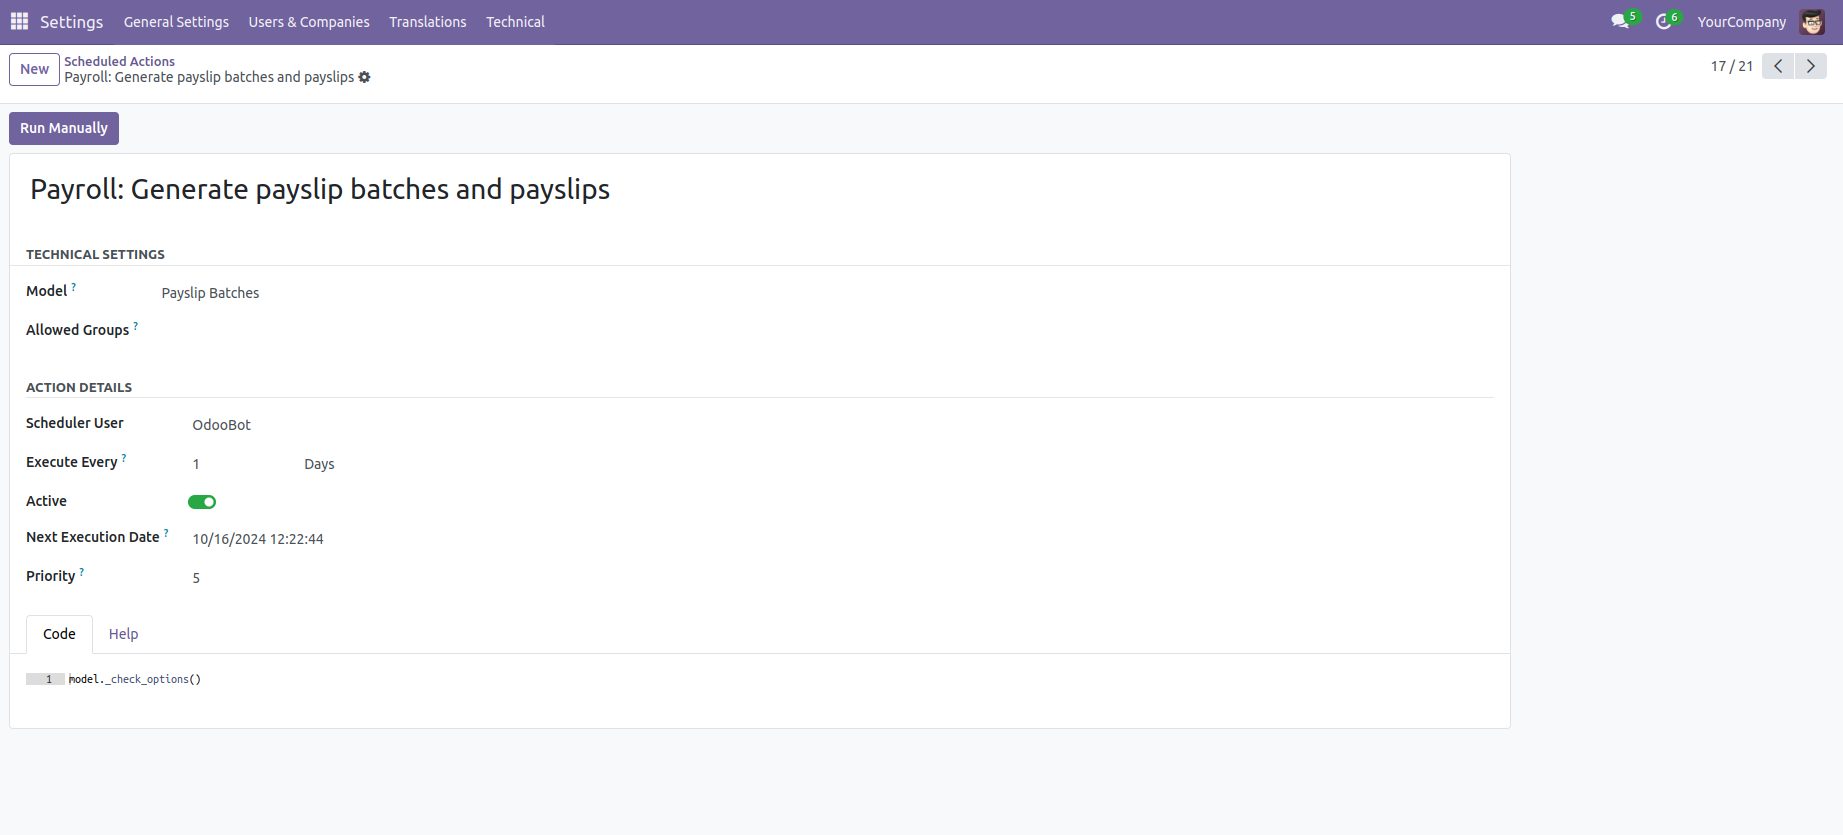 Settings General Settings Users & Companies Translations Technical 5 6 YourCompany
New Scheduled Actions
Payroll: Generate payslip batches and payslips
17 / 21
Run Manually
Payroll: Generate payslip batches and payslips
TECHNICAL SETTINGS
Model ? Payslip Batches
Allowed Groups ?
ACTION DETAILS
Scheduler User OdooBot
Execute Every ? 1 Days
Active
Next Execution Date ? 10/16/2024 12:22:44
Priority ? 5
Code Help
1 model._check_options()